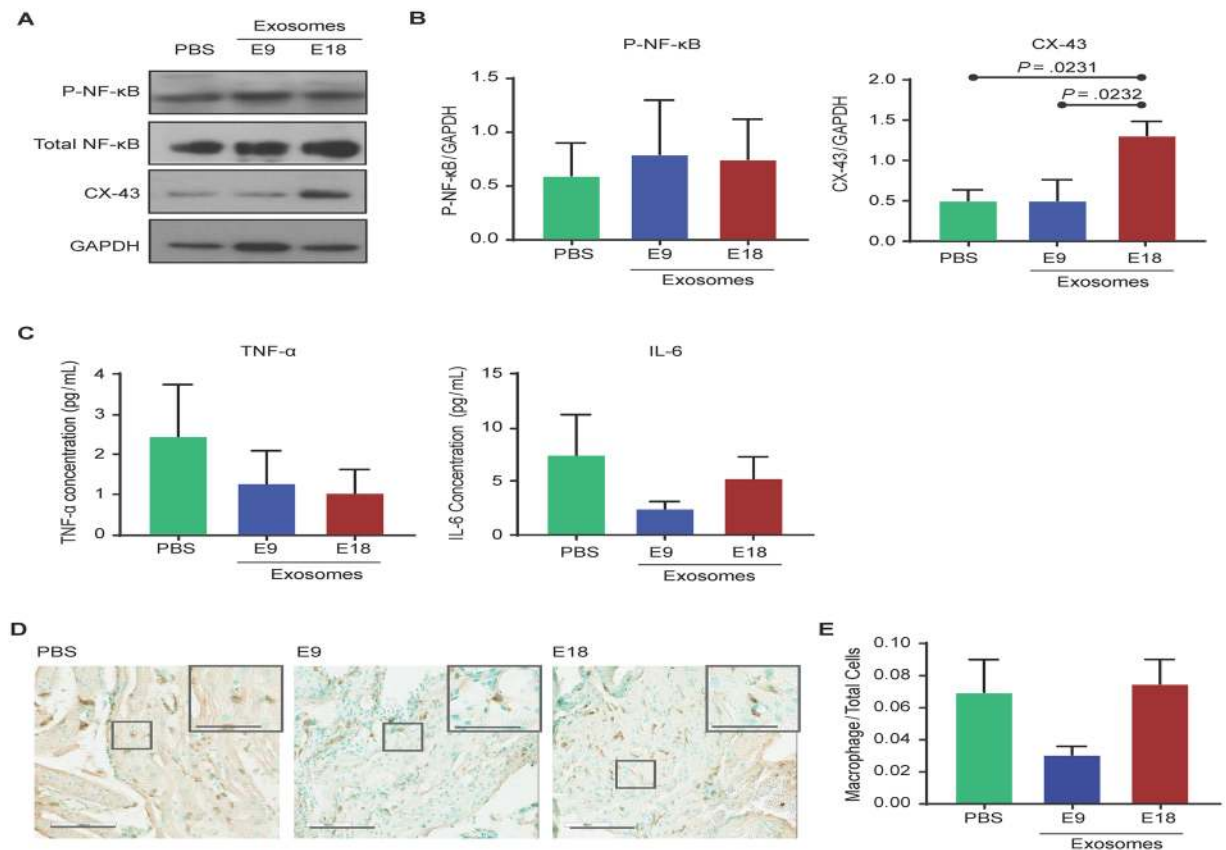 A
Exosomes
PBS E9 E18
P-NF-κB
Total NF-κB
CX-43
GAPDH
B
P-NF-κB
P-NF-κB/GAPDH
1.5
1.0
0.5
0.0
PBS E9 E18
Exosomes
CX-43
P = .0231
P = .0232
CX-43/GAPDH
2.0
1.5
1.0
0.5
0.0
PBS E9 E18
Exosomes
C
TNF-α
TNF-α concentration (pg/mL)
4
3
2
1
0
PBS E9 E18
Exosomes
IL-6
IL-6 Concentration (pg/mL)
15
10
5
0
PBS E9 E18
Exosomes
D
PBS E9 E18
E
Macrophage/Total Cells
0.10
0.08
0.06
0.04
0.02
0.00
PBS E9 E18
Exosomes